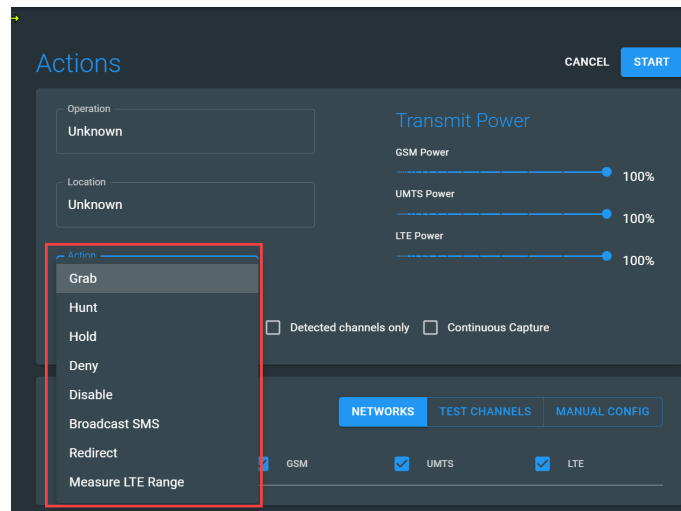 Actions
CANCEL
START
Operation
Unknown
Transmit Power
GSM Power
100%
Location
Unknown
UMTS Power
100%
LTE Power
100%
Action
Grab
Hunt
Hold
Deny
Disable
Broadcast SMS
Redirect
Measure LTE Range
Detected channels only
Continuous Capture
NETWORKS
TEST CHANNELS
MANUAL CONFIG
GSM
UMTS
LTE